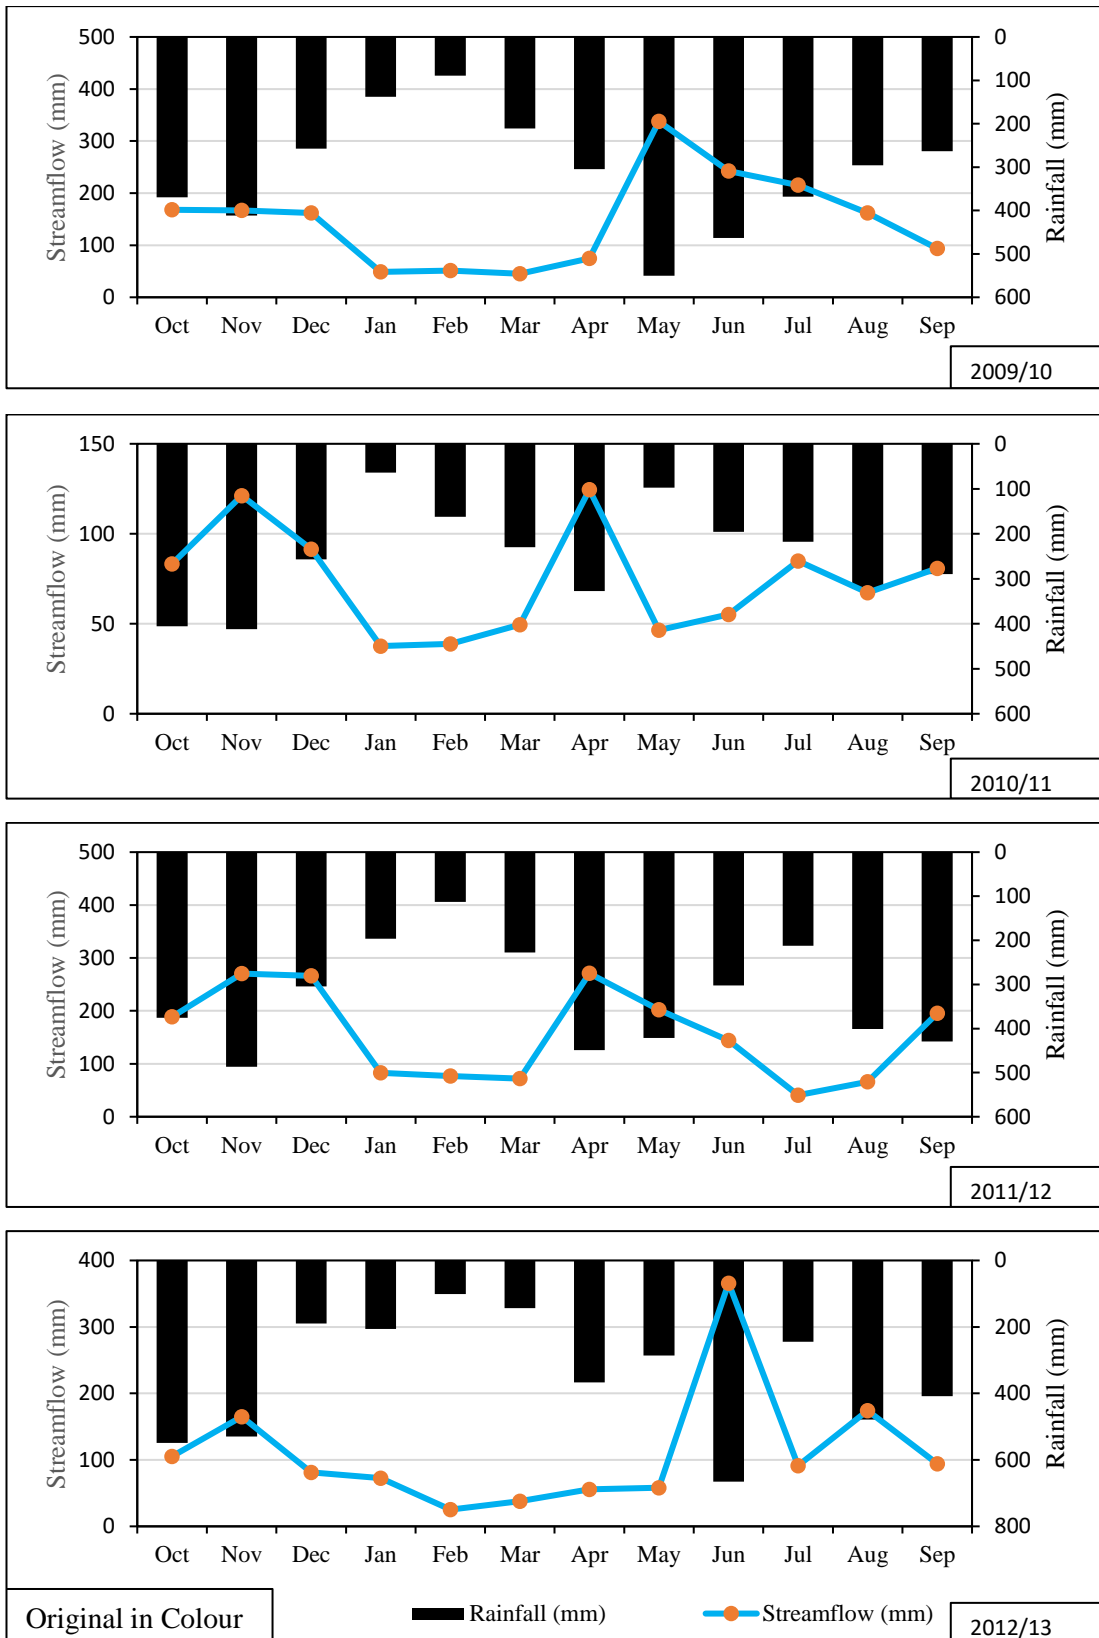 500 0
400 100
300 200
200 300
100 400
0 500
600
Streamflow (mm)
Rainfall (mm)
Oct Nov Dec Jan Feb Mar Apr May Jun Jul Aug Sep
2009/10
150 0
100 100
50 200
0 300
400
500
600
Streamflow (mm)
Rainfall (mm)
Oct Nov Dec Jan Feb Mar Apr May Jun Jul Aug Sep
2010/11
500 0
400 100
300 200
200 300
100 400
0 500
600
Streamflow (mm)
Rainfall (mm)
Oct Nov Dec Jan Feb Mar Apr May Jun Jul Aug Sep
2011/12
400 0
300 200
200 400
100 600
0 800
Streamflow (mm)
Rainfall (mm)
Oct Nov Dec Jan Feb Mar Apr May Jun Jul Aug Sep
Original in Colour Rainfall (mm) Streamflow (mm) 2012/13